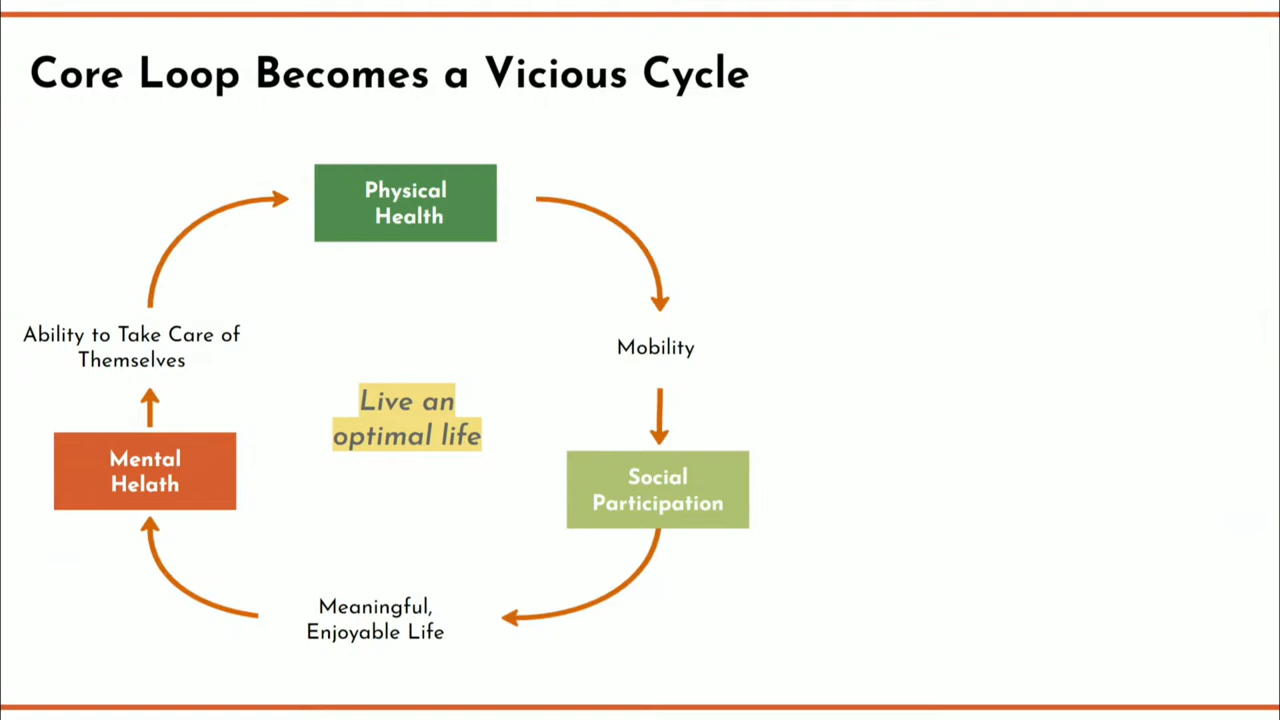 Core Loop Becomes a Vicious Cycle
Physical
Health
Ability to Take Care of
Themselves
Mobility
Live an
optimal life
Mental
Helath
Social
Participation
Meaningful,
Enjoyable Life